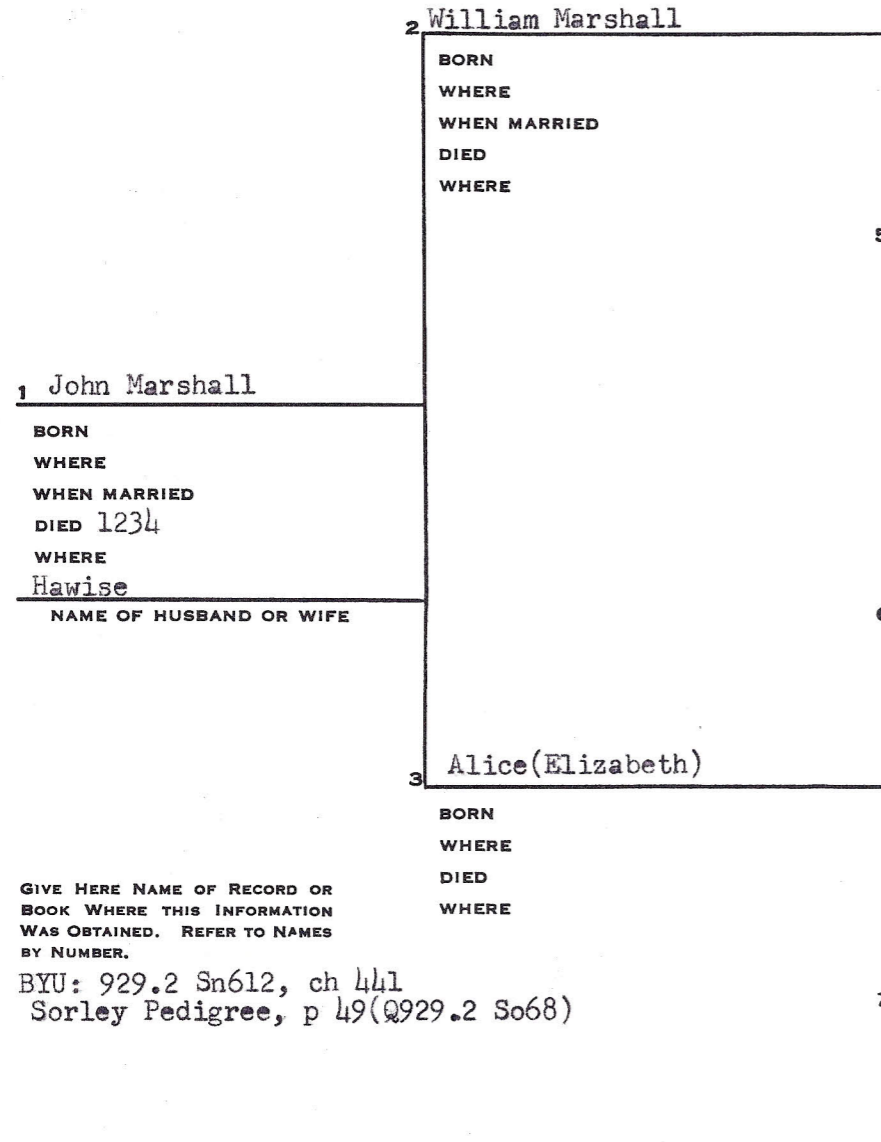 2 William Marshall
BORN
WHERE
WHEN MARRIED
DIED
WHERE
5
1 John Marshall
BORN
WHERE
WHEN MARRIED
DIED 1234
WHERE
Hawise
NAME OF HUSBAND OR WIFE
3 Alice(Elizabeth)
BORN
WHERE
DIED
WHERE
GIVE HERE NAME OF RECORD OR
BOOK WHERE THIS INFORMATION
WAS OBTAINED. REFER TO NAMES
BY NUMBER.
BYU: 929.2 Sn612, ch 441
Sorley Pedigree, p 49(Q929.2 So68)